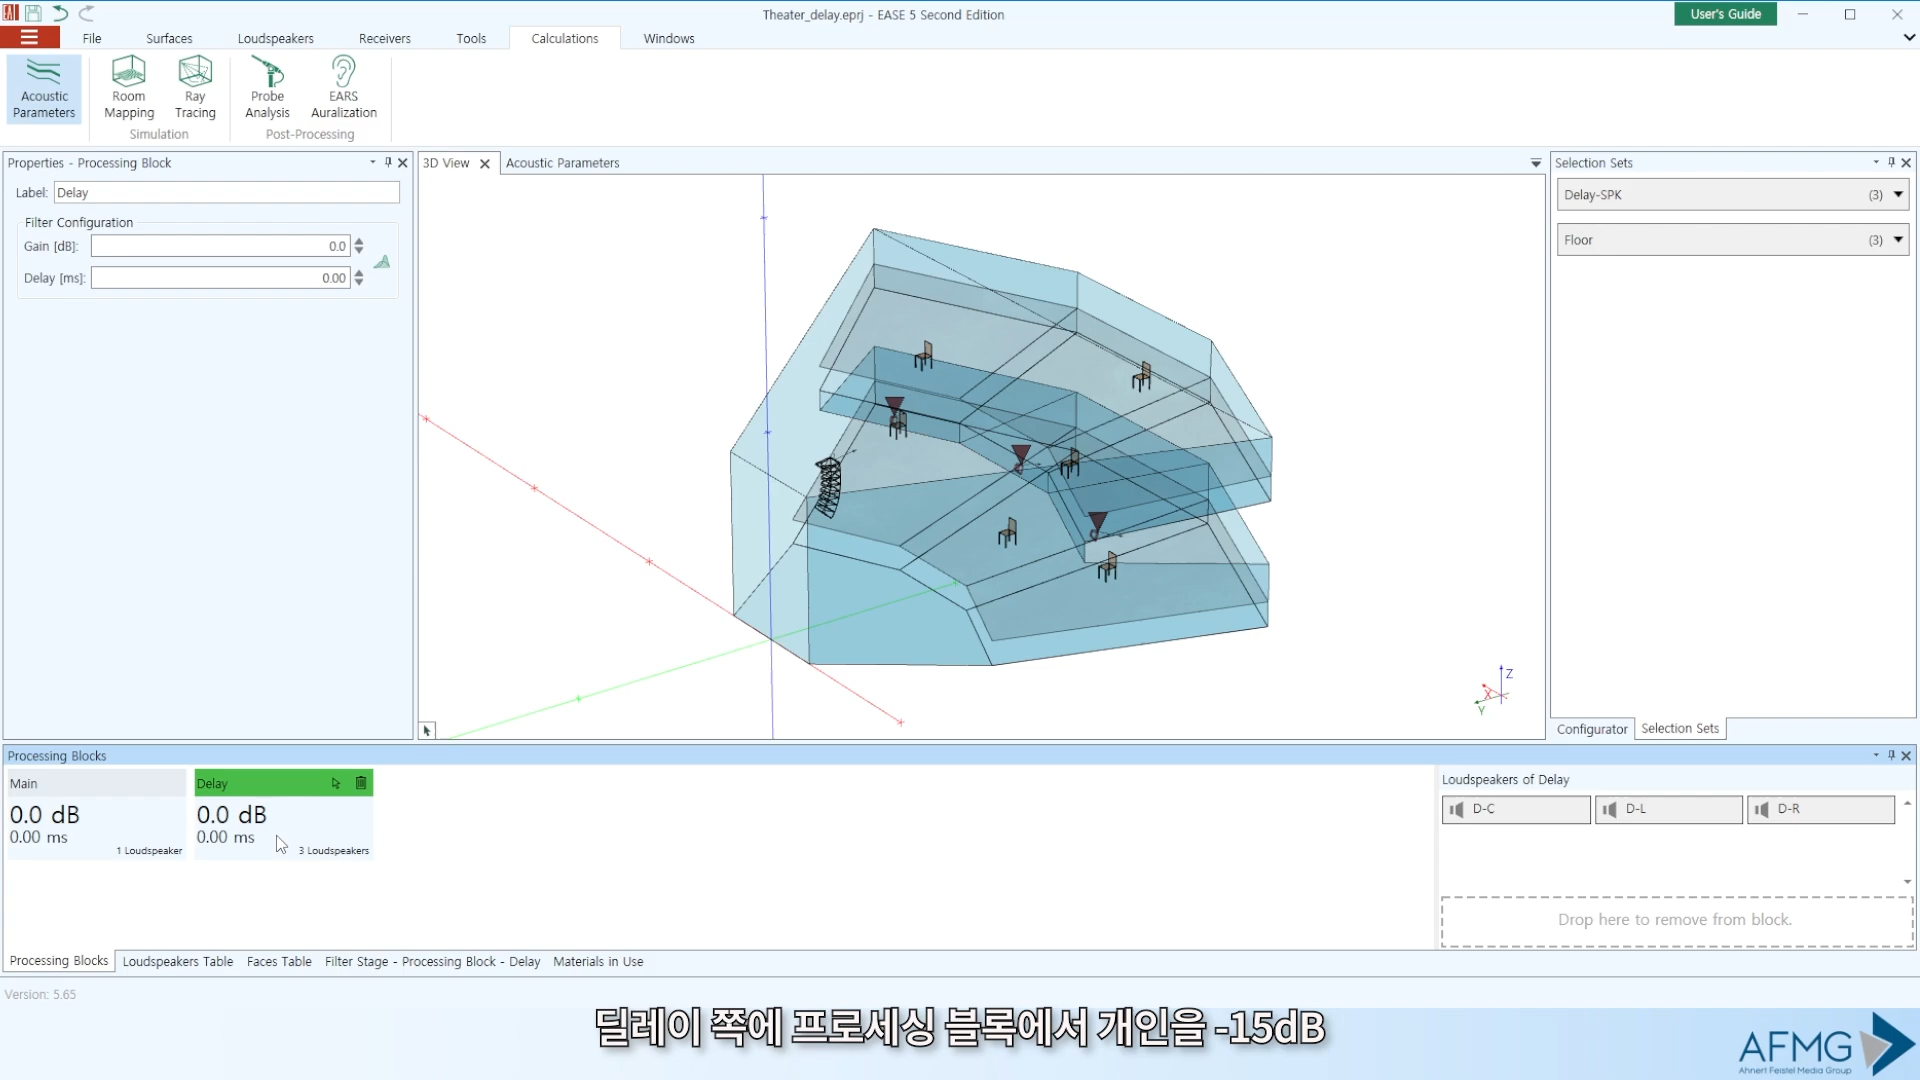 Theater_delay.eprj - EASE 5 Second Edition
User's Guide
File
Surfaces
Loudspeakers
Receivers
Tools
Calculations
Windows
Acoustic
Parameters
Room
Mapping
Ray
Tracing
Simulation
Probe
Analysis
EARS
Auralization
Post-Processing
Properties - Processing Block
Label: Delay
Filter Configuration
Gain [dB]: 0.0
Delay [ms]: 0.00
3D View
Acoustic Parameters
Z
X
Y
Selection Sets
Delay-SPK (3)
Floor (3)
Configurator
Selection Sets
Processing Blocks
Main
0.0 dB
0.00 ms
1 Loudspeaker
Delay
0.0 dB
0.00 ms
3 Loudspeakers
Loudspeakers of Delay
D-C
D-L
D-R
Drop here to remove from block.
Processing Blocks
Loudspeakers Table
Faces Table
Filter Stage - Processing Block - Delay
Materials in Use
Version: 5.65
딜레이 쪽에 프로세싱 블록에서 개인을 -15dB
AFMG
Ahnert Feistel Media Group